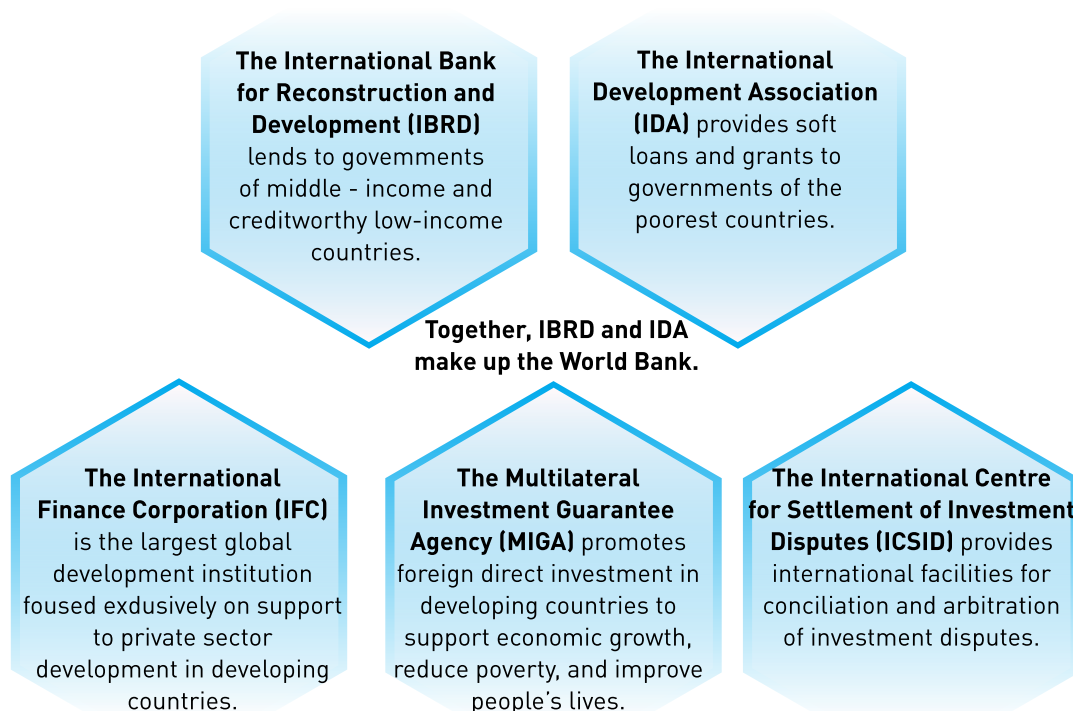 The International Bank
for Reconstruction and
Development (IBRD)
lends to govemments
of middle - income and
creditworthy low-income
countries.
The International
Development Association
(IDA) provides soft
loans and grants to
governments of the
poorest countries.
Together, IBRD and IDA
make up the World Bank.
The International
Finance Corporation (IFC)
is the largest global
development institution
foused exdusively on support
to private sector
development in developing
countries.
The Multilateral
Investment Guarantee
Agency (MIGA) promotes
foreign direct investment in
developing countries to
support economic growth,
reduce poverty, and improve
people's lives.
The International Centre
for Settlement of Investment
Disputes (ICSID) provides
international facilities for
conciliation and arbitration
of investment disputes.